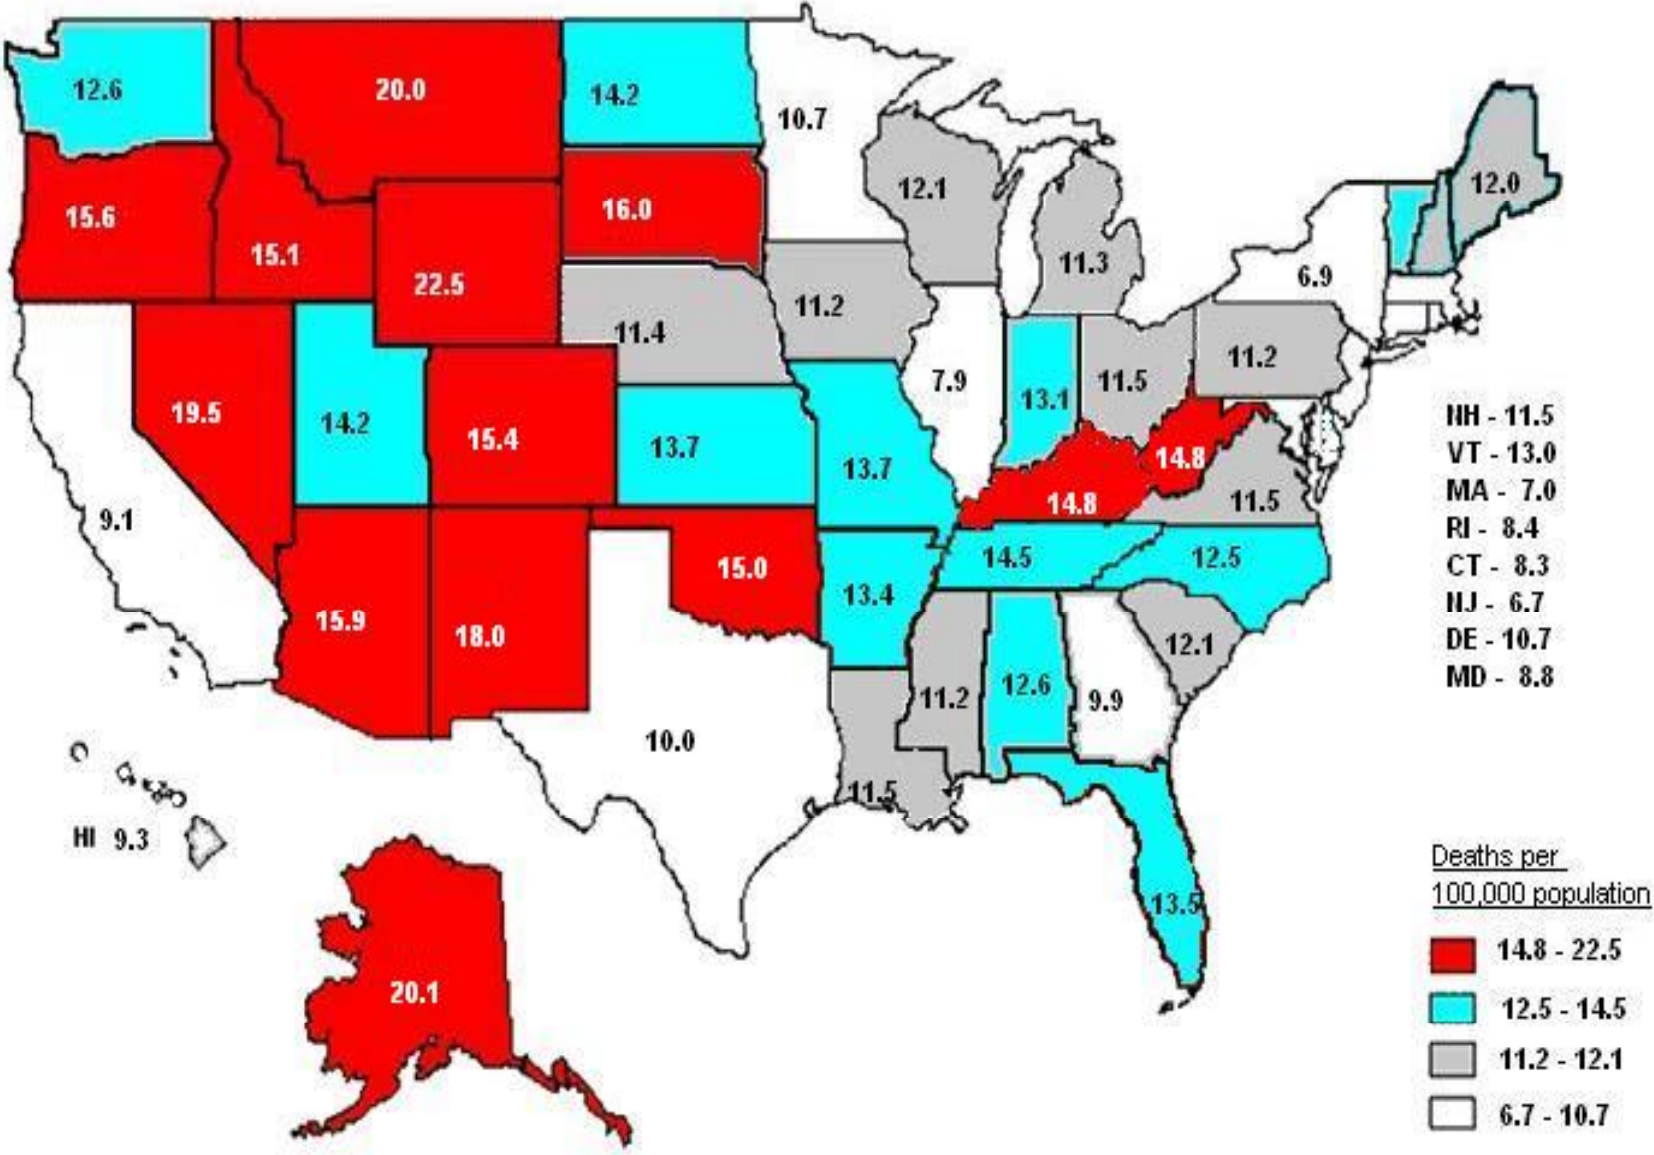 12.6
20.0
14.2
10.7
12.1
12.0
15.6
15.1
16.0
11.3
6.9
22.5
11.2
11.4
11.2
7.9
11.5
13.1
19.5
14.2
15.4
13.7
13.7
14.8
14.8
11.5
9.1
15.9
18.0
15.0
13.4
14.5
12.5
12.1
11.2
12.6
9.9
10.0
11.5
13.5
HI 9.3
20.1
NH - 11.5
VT - 13.0
MA - 7.0
RI - 8.4
CT - 8.3
NJ - 6.7
DE - 10.7
MD - 8.8
Deaths per
100,000 population
14.8 - 22.5
12.5 - 14.5
11.2 - 12.1
6.7 - 10.7